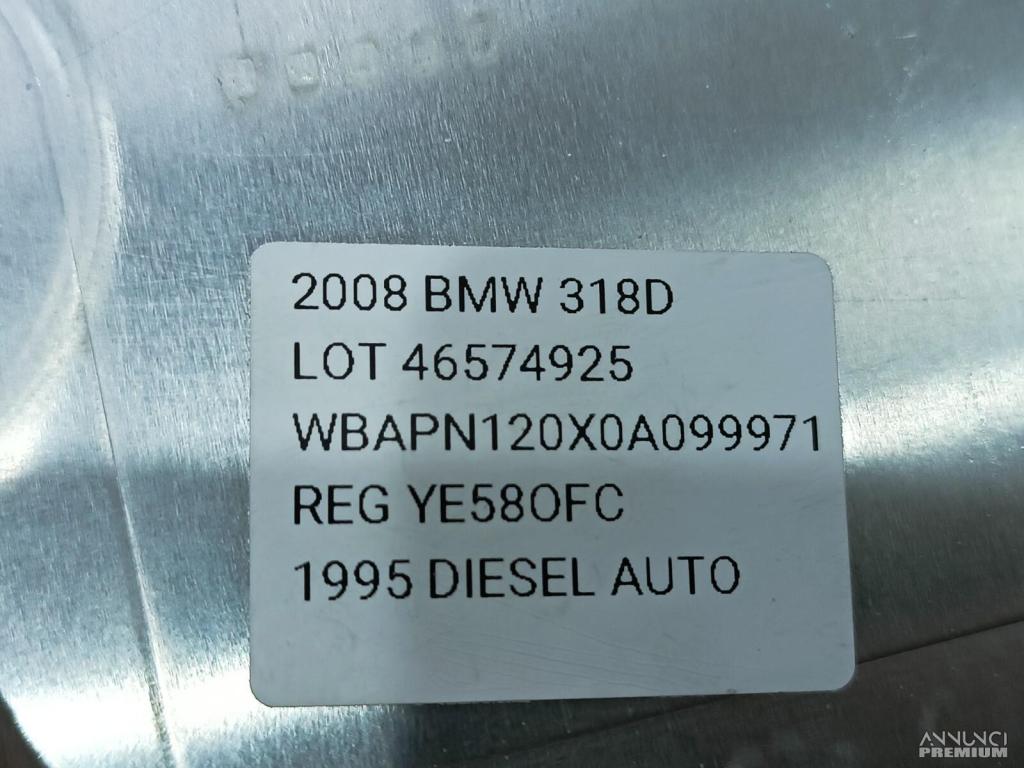 2008 BMW 318D
LOT 46574925
WBAPN120X0A099971
REG YE58OFC
1995 DIESEL AUTO
ANNUNCI
PREMIUM